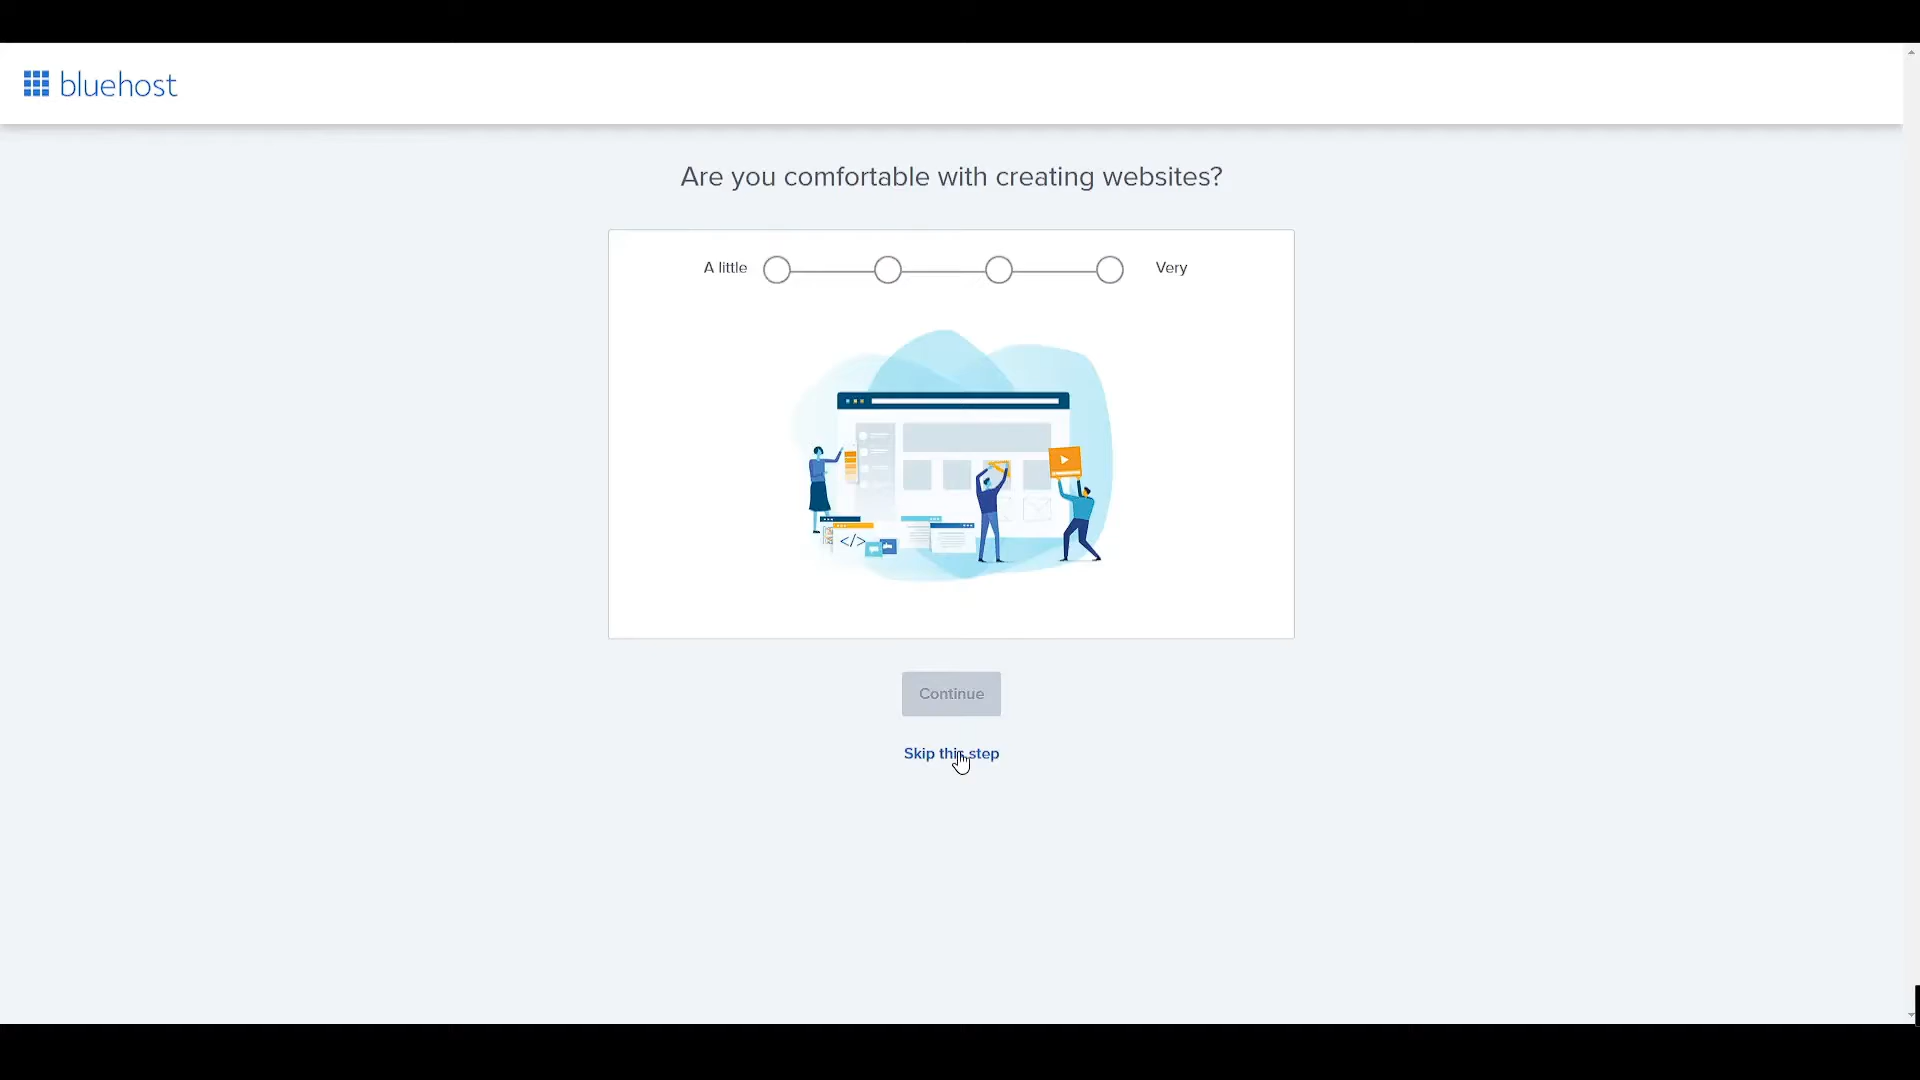 bluehost
Are you comfortable with creating websites?
A little
Very
</>
Continue
Skip this step